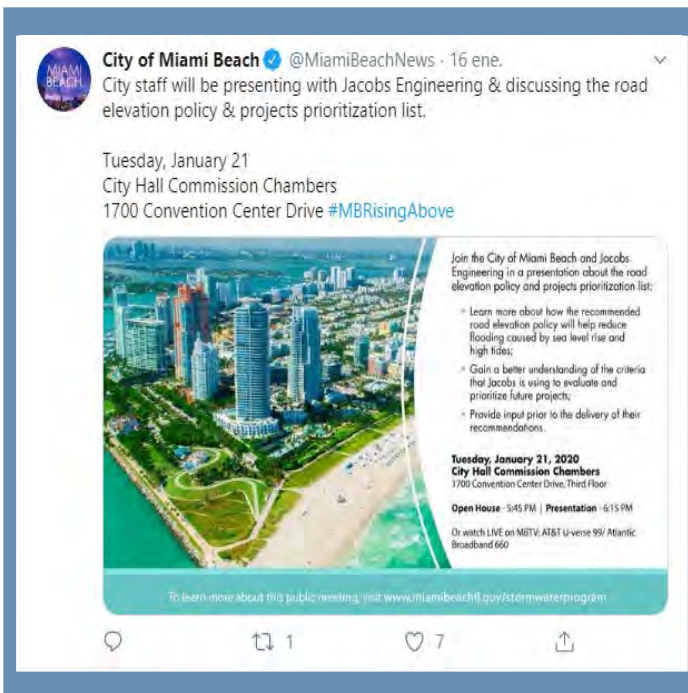 MIAMI
BEACH
City of Miami Beach @MiamiBeachNews · 16 ene.
City staff will be presenting with Jacobs Engineering & discussing the road
elevation policy & projects prioritization list.
Tuesday, January 21
City Hall Commission Chambers
1700 Convention Center Drive #MBRisingAbove
Join the City of Miami Beach and Jacobs
Engineering in a presentation about the road
elevation policy and projects prioritization list:
• Learn more about how the recommended
road elevation policy will help reduce
flooding caused by sea level rise and
high tides;
• Gain a better understanding of the criteria
that Jacobs is using to evaluate and
prioritize future projects;
• Provide input prior to the delivery of their
recommendations.
Tuesday, January 21, 2020
City Hall Commission Chambers
1700 Convention Center Drive, Third Floor
Open House - 5:45 PM | Presentation - 6:15 PM
Or watch LIVE on MBTV: AT&T U-verse 99/ Atlantic
Broadband 660
To learn more about this public meeting, visit www.miamibeachfl.gov/stormwaterprogram
1
7